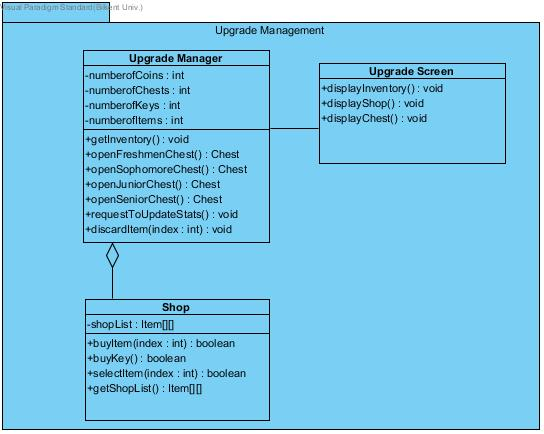 Visual Paradigm Standard(Bilkent Univ.)
Upgrade Management
Upgrade Manager
-numberofCoins : int
-numberofChests : int
-numberofKeys : int
-numberofItems : int
+getInventory() : void
+openFreshmenChest() : Chest
+openSophomoreChest() : Chest
+openJuniorChest() : Chest
+openSeniorChest() : Chest
+requestToUpdateStats() : void
+discardItem(index : int) : void
Upgrade Screen
+displayInventory() : void
+displayShop() : void
+displayChest() : void
Shop
-shopList : Item[][]
+buyItem(index : int) : boolean
+buyKey() : boolean
+selectItem(index : int) : boolean
+getShopList() : Item[][]